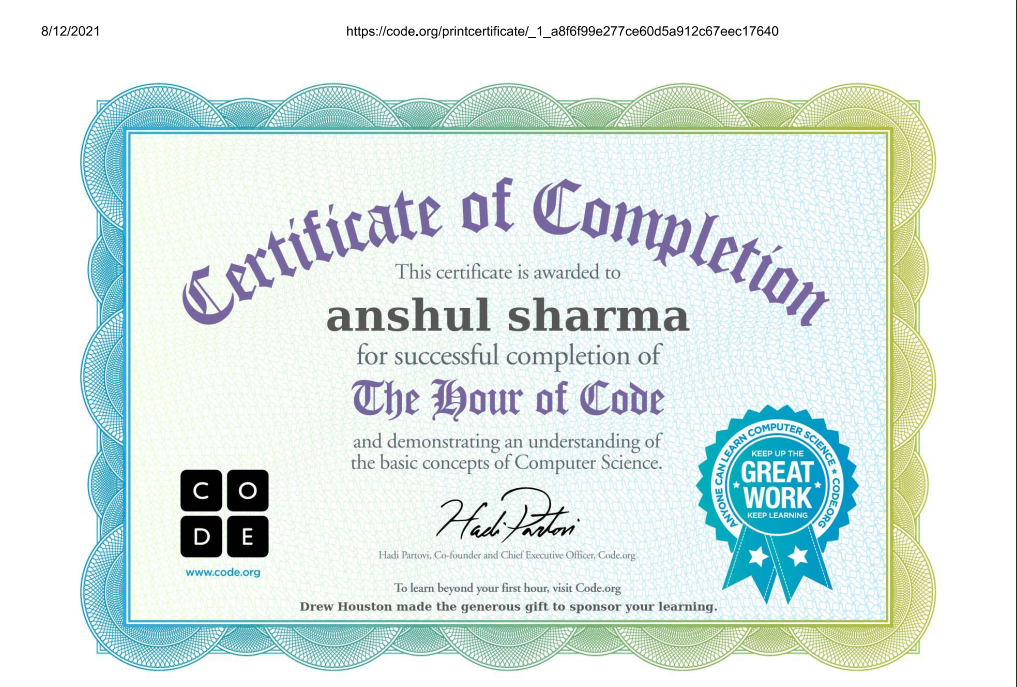 8/12/2021
https://code.org/printcertificate/_1_a8f6f99e277ce60d5a912c67eec17640
Certificate of Completion
This certificate is awarded to
anshul sharma
for successful completion of
The Hour of Code
and demonstrating an understanding of
the basic concepts of Computer Science.
Hadi Partovi
Hadi Partovi, Co-founder and Chief Executive Officer, Code.org
To learn beyond your first hour, visit Code.org
Drew Houston made the generous gift to sponsor your learning.
C O
D E
www.code.org
ANYONE CAN LEARN COMPUTER SCIENCE ★ CODE.ORG
KEEP UP THE
GREAT
WORK
KEEP LEARNING